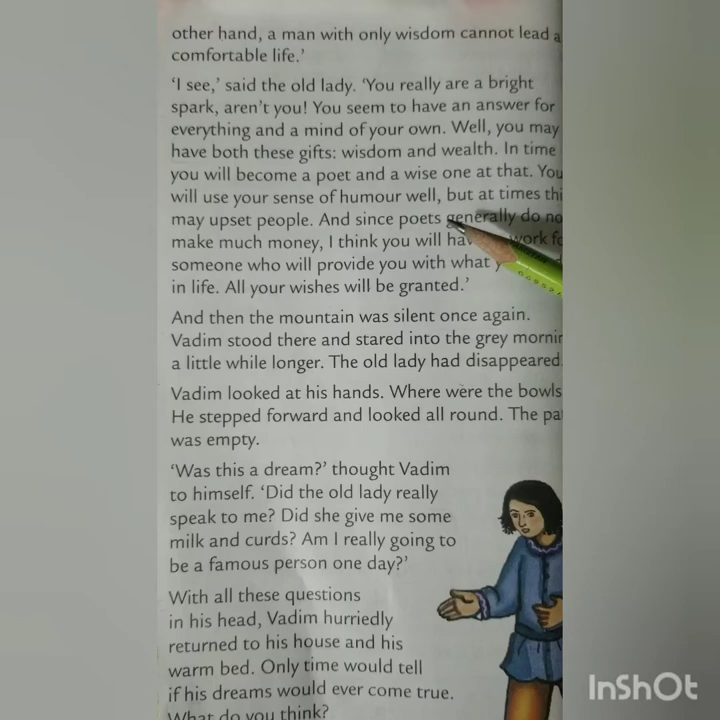 other hand, a man with only wisdom cannot lead a
comfortable life.'
'I see,' said the old lady. 'You really are a bright
spark, aren't you! You seem to have an answer for
everything and a mind of your own. Well, you may
have both these gifts: wisdom and wealth. In time
you will become a poet and a wise one at that. You
will use your sense of humour well, but at times
may upset people. And since poets generally do
make much money, I think you will work
someone who will provide you with what
in life. All your wishes will be granted.'
And then the mountain was silent once again.
Vadim stood there and stared into the grey
a little while longer. The old lady had disappeared.
Vadim looked at his hands. Where were the bowls
He stepped forward and looked all round. The
was empty.
'Was this a dream?' thought Vadim
to himself. 'Did the old lady really
speak to me? Did she give me some
milk and curds? Am I really going to
be a famous person one day?'
With all these questions
in his head, Vadim hurriedly
returned to his house and his
warm bed. Only time would tell
if his dreams would ever come true.
What do you think?
InShOt